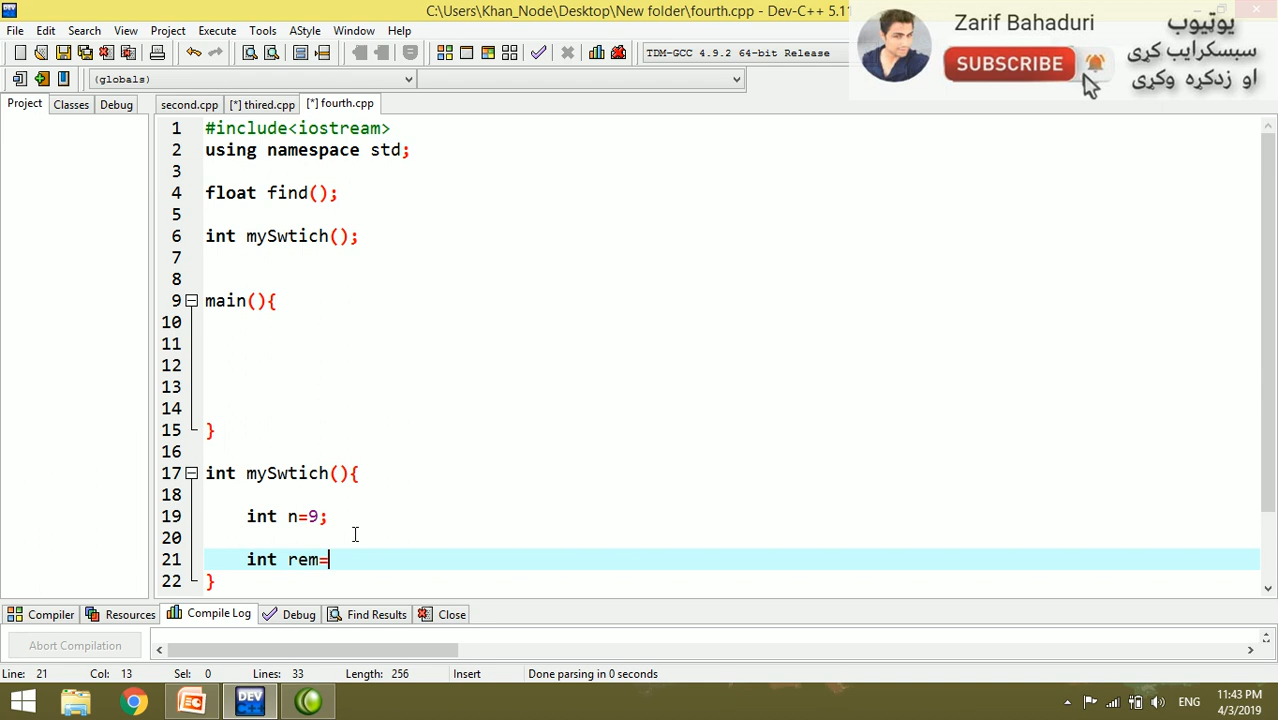 C:\Users\Khan_Node\Desktop\New folder\fourth.cpp - Dev-C++ 5.11
File Edit Search View Project Execute Tools AStyle Window Help
TDM-GCC 4.9.2 64-bit Release
(globals)
Zarif Bahaduri
SUBSCRIBE
یوټیوب
سبسکرایب کړی
او زدکړه وکړی
Project Classes Debug second.cpp [*] thired.cpp [*] fourth.cpp
1 #include<iostream>
2 using namespace std;
3
4 float find();
5
6 int mySwtich();
7
8
9 main(){
10
11
12
13
14
15 }
16
17 int mySwtich(){
18
19 int n=9;
20
21 int rem=
22 }
Compiler Resources Compile Log Debug Find Results Close
Abort Compilation
Line: 21 Col: 13 Sel: 0 Lines: 33 Length: 256 Insert Done parsing in 0 seconds
DEV
ENG
11:43 PM
4/3/2019